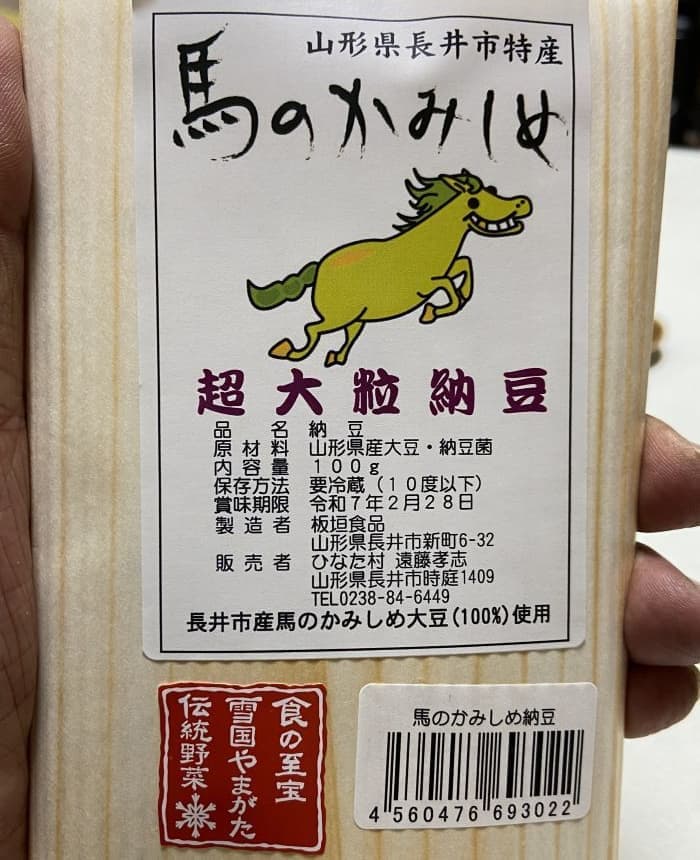 山形県長井市特産
馬のかみしめ
超大粒納豆
品名 納豆
原材料 山形県産大豆・納豆菌
内容量 100g
保存方法 要冷蔵(10度以下)
賞味期限 令和7年2月28日
製造者 板垣食品
山形県長井市新町6-32
販売者 ひなた村 遠藤孝志
山形県長井市時庭1409
TEL0238-84-6449
長井市産馬のかみしめ大豆(100%)使用
食の至宝
雪国やまがた
伝統野菜
馬のかみしめ納豆
4 560476 693022